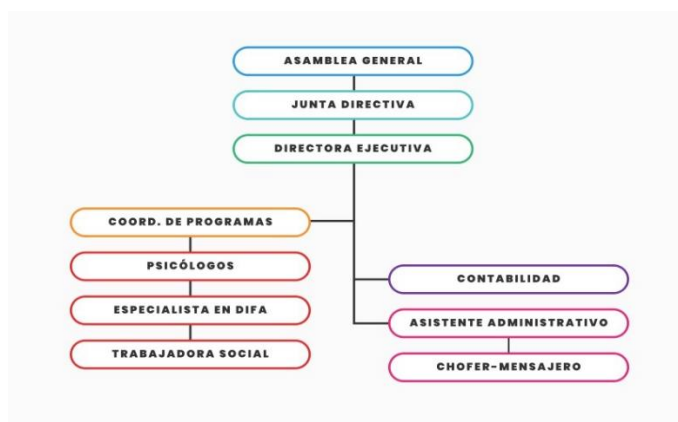 ASAMBLEA GENERAL
JUNTA DIRECTIVA
DIRECTORA EJECUTIVA
COORD. DE PROGRAMAS
PSICÓLOGOS
ESPECIALISTA EN DIFA
TRABAJADORA SOCIAL
CONTABILIDAD
ASISTENTE ADMINISTRATIVO
CHOFER-MENSAJERO